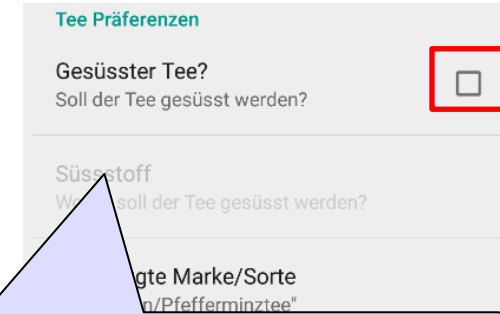 Tee Präferenzen
Gesüsster Tee?
Soll der Tee gesüsst werden?
Süssstoff
soll der Tee gesüsst werden?
gte Marke/Sorte
n/Pfefferminztee"